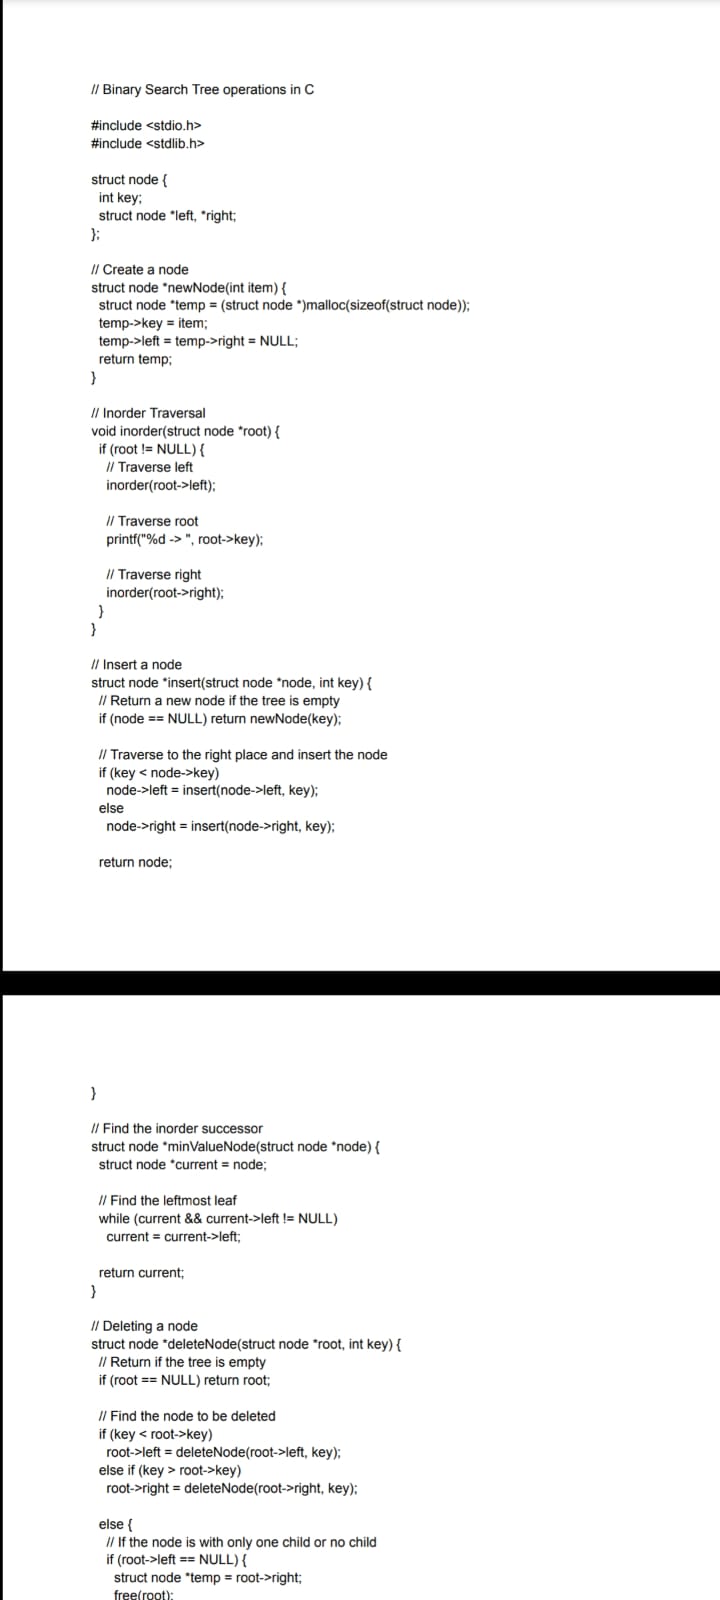 // Binary Search Tree operations in C
#include <stdio.h>
#include <stdlib.h>
struct node {
int key;
struct node *left, *right;
};
// Create a node
struct node *newNode(int item) {
struct node *temp = (struct node *)malloc(sizeof(struct node));
temp->key = item;
temp->left = temp->right = NULL;
return temp;
}
// Inorder Traversal
void inorder(struct node *root) {
if (root != NULL) {
// Traverse left
inorder(root->left);
// Traverse root
printf("%d -> ", root->key);
// Traverse right
inorder(root->right);
}
}
// Insert a node
struct node *insert(struct node *node, int key) {
// Return a new node if the tree is empty
if (node == NULL) return newNode(key);
// Traverse to the right place and insert the node
if (key < node->key)
node->left = insert(node->left, key);
else
node->right = insert(node->right, key);
return node;
}
// Find the inorder successor
struct node *minValueNode(struct node *node) {
struct node *current = node;
// Find the leftmost leaf
while (current && current->left != NULL)
current = current->left;
return current;
}
// Deleting a node
struct node *deleteNode(struct node *root, int key) {
// Return if the tree is empty
if (root == NULL) return root;
// Find the node to be deleted
if (key < root->key)
root->left = deleteNode(root->left, key);
else if (key > root->key)
root->right = deleteNode(root->right, key);
else {
// If the node is with only one child or no child
if (root->left == NULL) {
struct node *temp = root->right;
free(root);